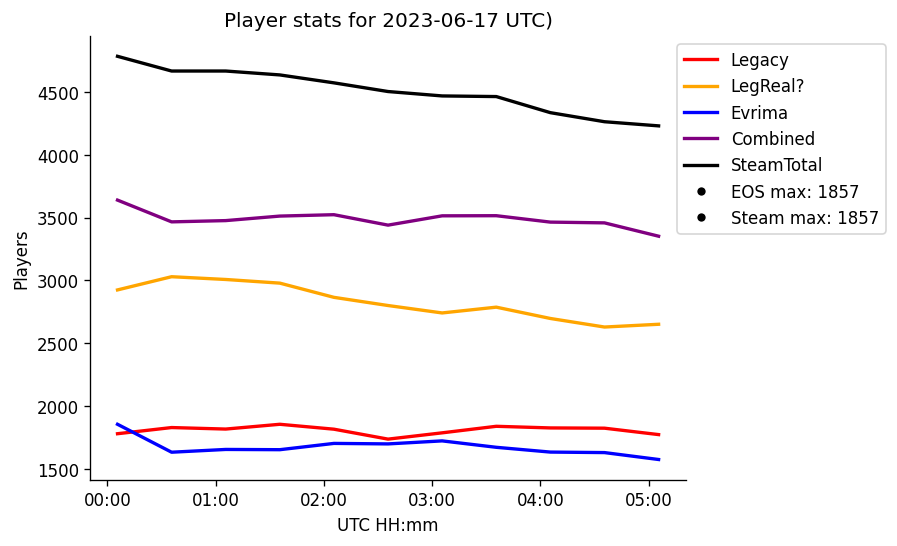 Player stats for 2023-06-17 UTC)
Legacy
LegReal?
Evrima
Combined
SteamTotal
EOS max: 1857
Steam max: 1857
Players
4500
4000
3500
3000
2500
2000
1500
00:00 01:00 02:00 03:00 04:00 05:00
UTC HH:mm